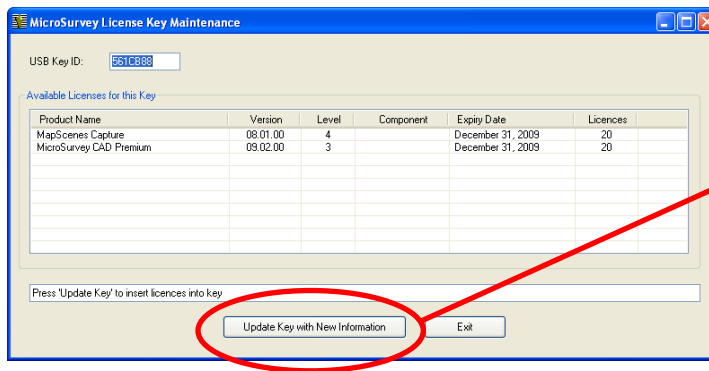 MicroSurvey License Key Maintenance
USB Key ID: 561CB88
Available Licenses for this Key
Product Name Version Level Component Expiry Date Licences
MapScenes Capture 08.01.00 4 December 31, 2009 20
MicroSurvey CAD Premium 09.02.00 3 December 31, 2009 20
Press 'Update Key' to insert licences into key
Update Key with New Information Exit